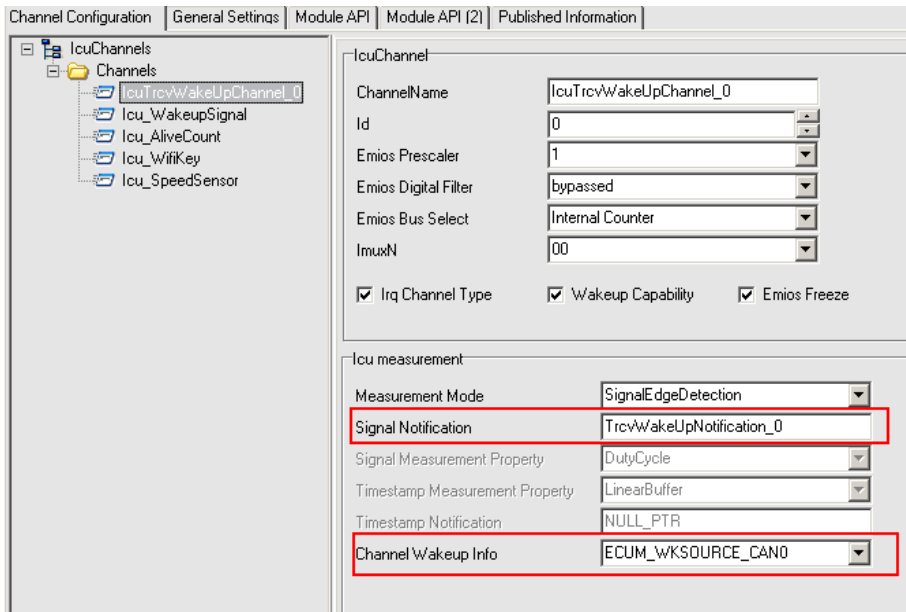 Channel Configuration General Settings Module API Module API (2) Published Information
IcuChannels
Channels
IcuTrcvWakeUpChannel_0
Icu_WakeupSignal
Icu_AliveCount
Icu_WifiKey
Icu_SpeedSensor
IcuChannel
ChannelName IcuTrcvWakeUpChannel_0
Id 0
Emios Prescaler 1
Emios Digital Filter bypassed
Emios Bus Select Internal Counter
ImuxN 00
Irq Channel Type Wakeup Capability Emios Freeze
Icu measurement
Measurement Mode SignalEdgeDetection
Signal Notification TrcvWakeUpNotification_0
Signal Measurement Property DutyCycle
Timestamp Measurement Property LinearBuffer
Timestamp Notification NULL_PTR
Channel Wakeup Info ECUM_WKSOURCE_CAN0